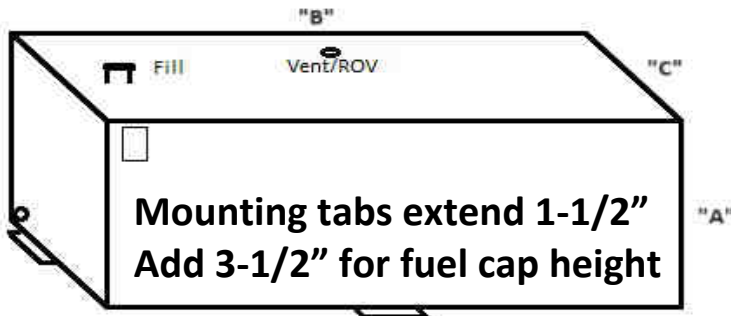 "B"
Fill
Vent/ROV
"C"
Mounting tabs extend 1-1/2”
"A"
Add 3-1/2” for fuel cap height